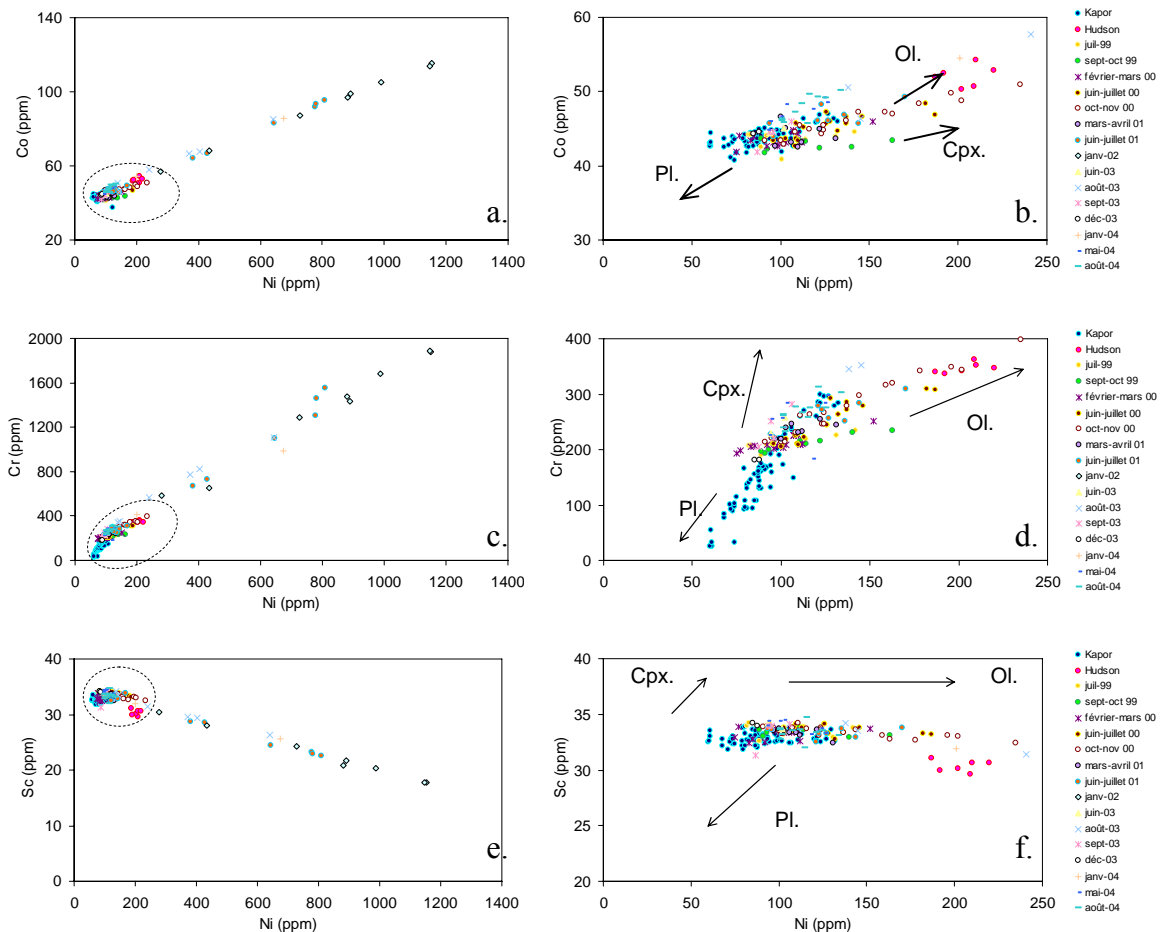 140
100
60
20
Co (ppm)
0 200 400 600 800 1000 1200 1400
Ni (ppm)
a.
60
50
40
30
Co (ppm)
0 50 100 150 200 250
Ni (ppm)
Ol.
Cpx.
Pl.
b.
Kapor
Hudson
juil-99
sept-oct 99
février-mars 00
juin-juillet 00
oct-nov 00
mars-avril 01
juin-juillet 01
janv-02
juin-03
août-03
sept-03
déc-03
janv-04
mai-04
août-04
2000
1600
1200
800
400
0
Cr (ppm)
0 200 400 600 800 1000 1200 1400
Ni (ppm)
c.
400
300
200
100
0
Cr (ppm)
0 50 100 150 200 250
Ni (ppm)
Cpx.
Ol.
Pl.
d.
Kapor
Hudson
juil-99
sept-oct 99
février-mars 00
juin-juillet 00
oct-nov 00
mars-avril 01
juin-juillet 01
janv-02
juin-03
août-03
sept-03
déc-03
janv-04
mai-04
août-04
40
30
20
10
0
Sc (ppm)
0 200 400 600 800 1000 1200 1400
Ni (ppm)
e.
40
35
30
25
20
Sc (ppm)
0 50 100 150 200 250
Ni (ppm)
Cpx.
Ol.
Pl.
f.
Kapor
Hudson
juil-99
sept-oct 99
février-mars 00
juin-juillet 00
oct-nov 00
mars-avril 01
juin-juillet 01
janv-02
juin-03
août-03
sept-03
déc-03
janv-04
mai-04
août-04